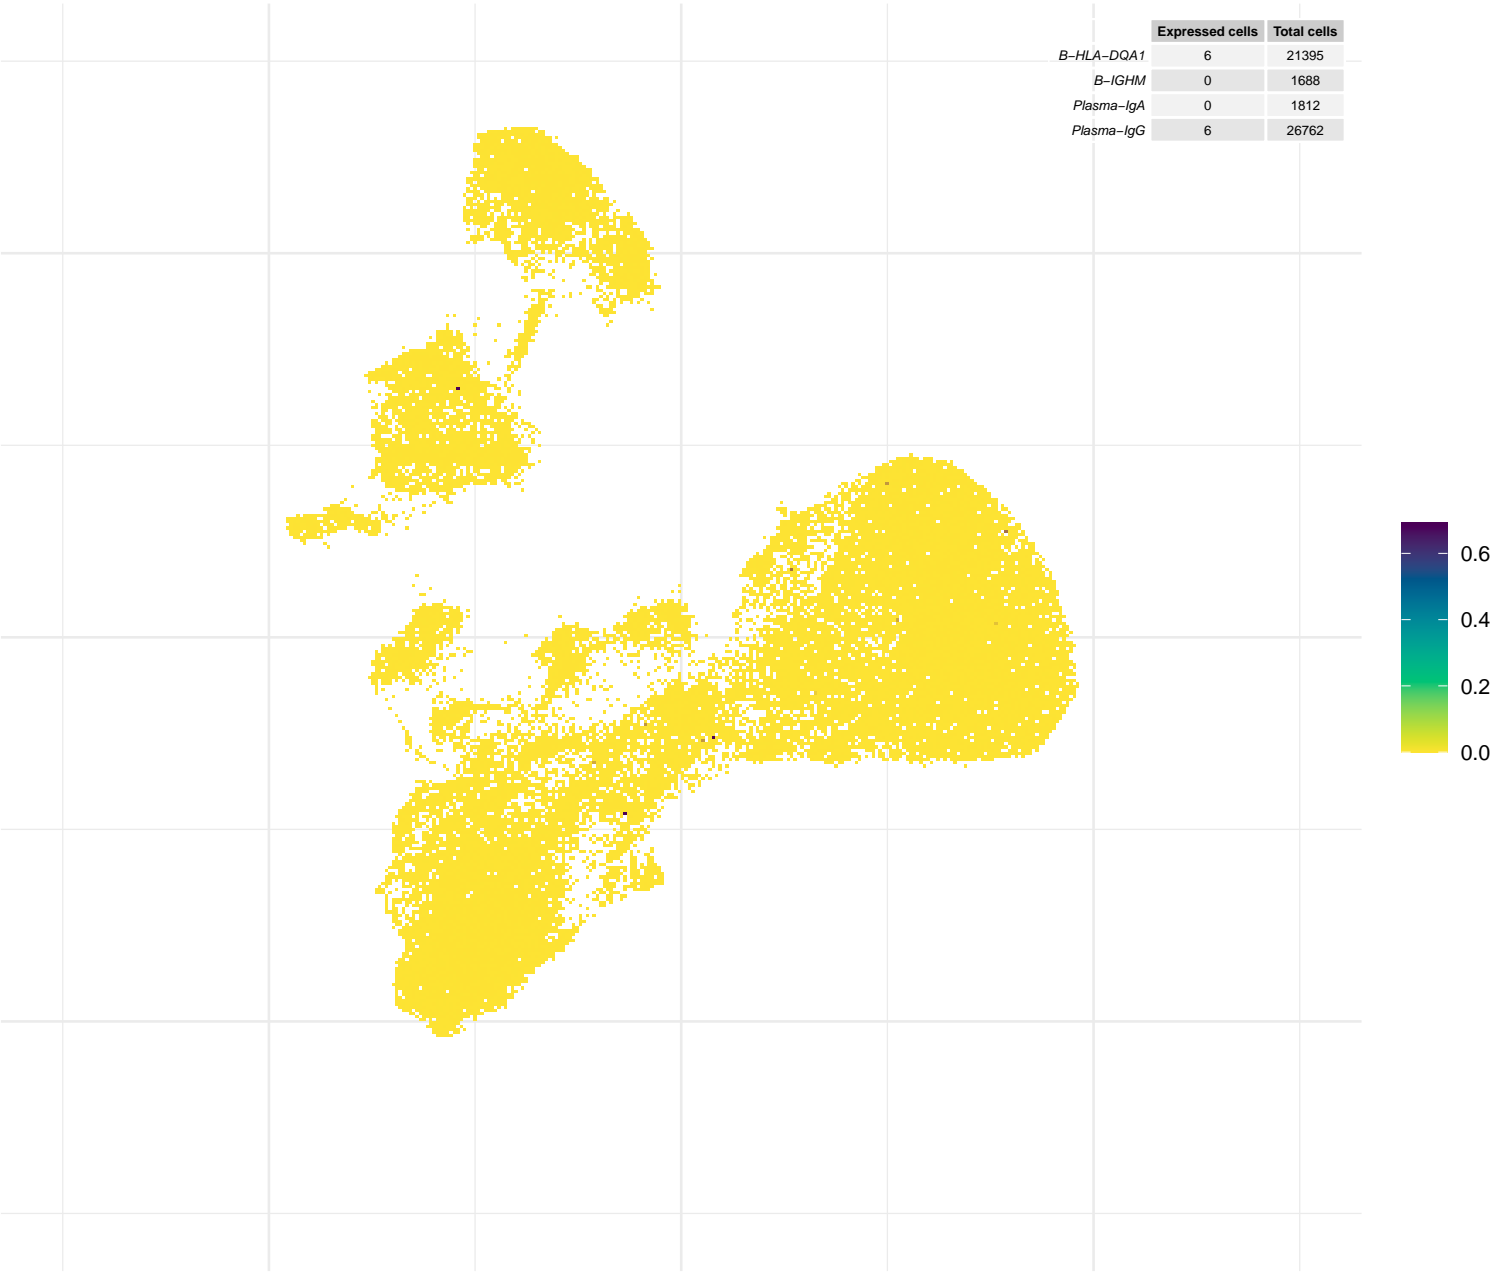 Expressed cells Total cells
B−HLA−DQA1 6 21395
B−IGHM 0 1688
Plasma−IgA 0 1812
Plasma−IgG 6 26762
0.6
0.4
0.2
0.0